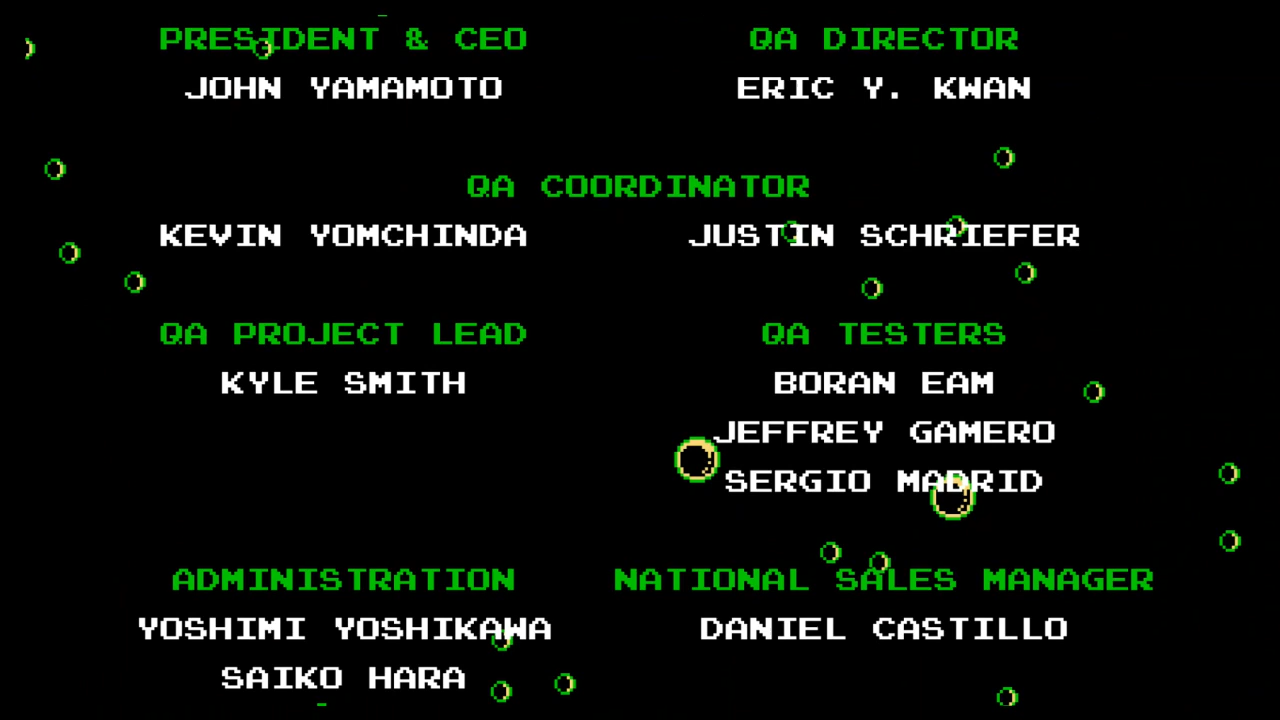 PRESIDENT & CEO
JOHN YAMAMOTO
QA DIRECTOR
ERIC Y. KWAN
QA COORDINATOR
KEVIN YOMCHINDA
JUSTIN SCHRIEFER
QA PROJECT LEAD
KYLE SMITH
QA TESTERS
BORAN EAM
JEFFREY GAMERO
SERGIO MADRID
ADMINISTRATION
YOSHIMI YOSHIKAWA
SAIKO HARA
NATIONAL SALES MANAGER
DANIEL CASTILLO